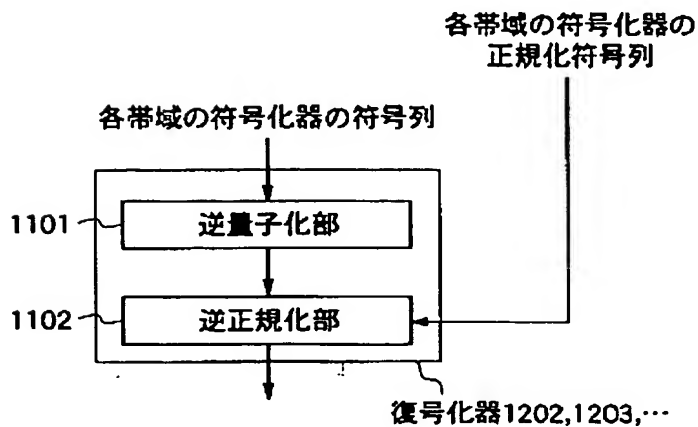 各帯域の符号化器の
正規化符号列
各帯域の符号化器の符号列
1101
逆量子化部
1102
逆正規化部
復号化器1202,1203,…